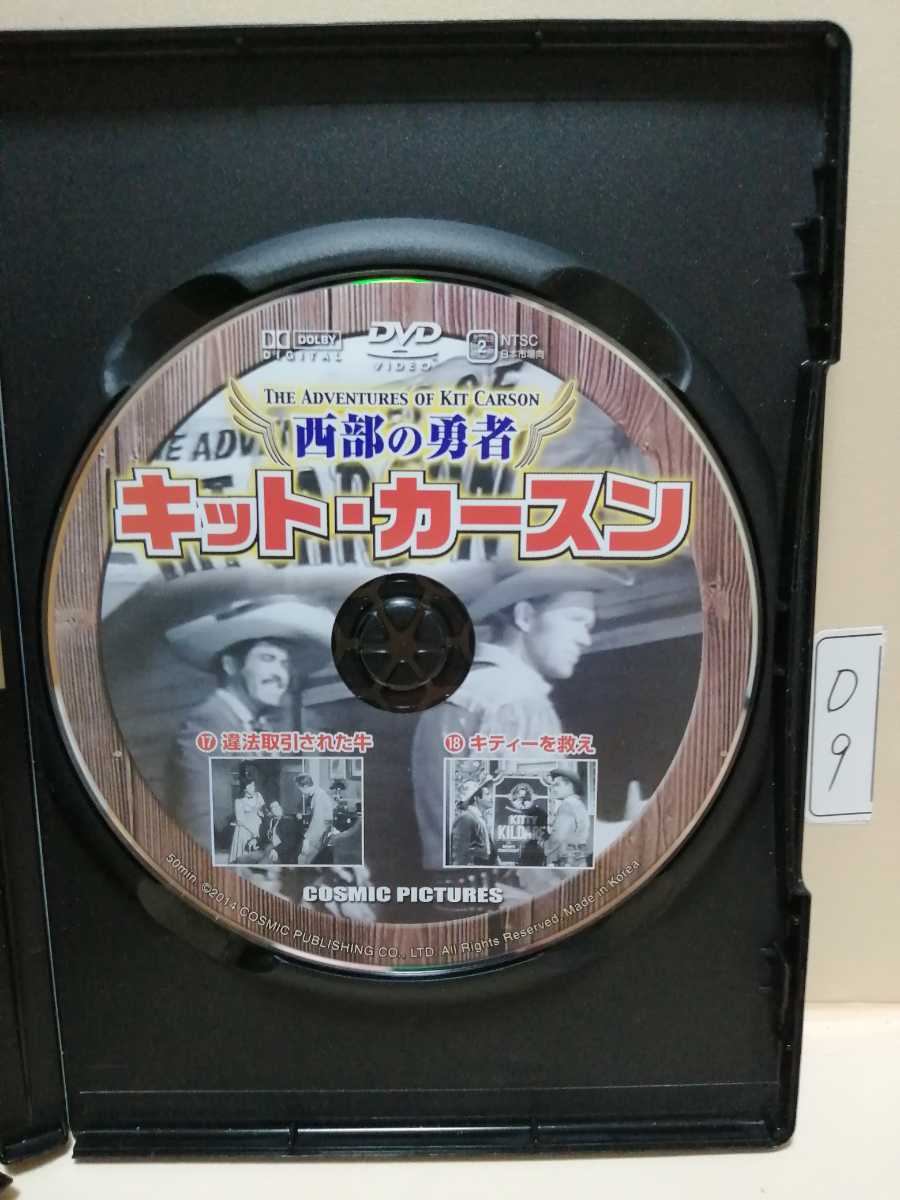 DOLBY
DIGITAL
DVD
VIDEO
2
NTSC
日本市場向
THE ADVENTURES OF KIT CARSON
西部の勇者
キット・カースン
⑰ 違法取引された牛
⑱ キティーを救え
KITTY
KILDARE
COSMIC PICTURES
50min. ©2014 COSMIC PUBLISHING CO., LTD. All Rights Reserved. Made in Korea
D
9